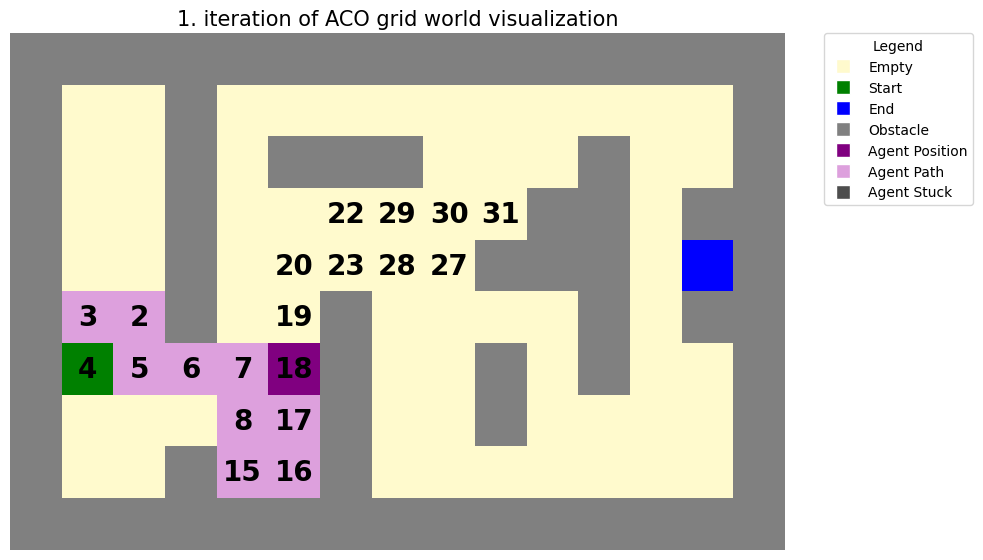 1. iteration of ACO grid world visualization
Legend
Empty
Start
End
Obstacle
Agent Position
Agent Path
Agent Stuck
22 29 30 31
20 23 28 27
3 2 19
4 5 6 7 18
8 17
15 16